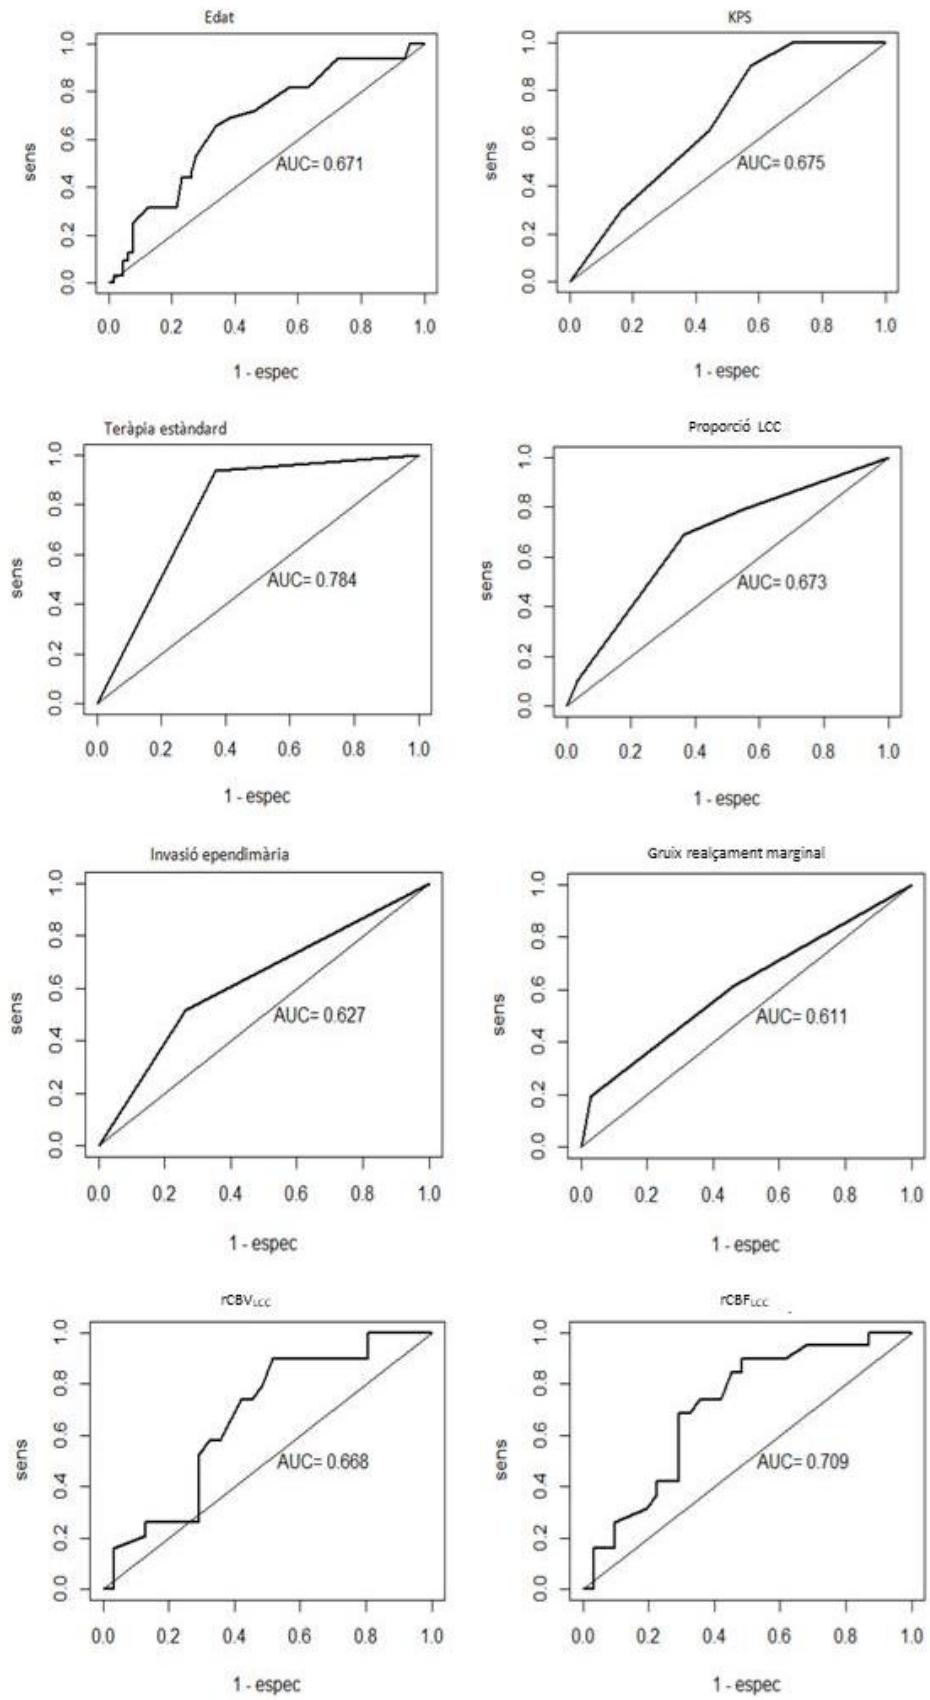 Edat
1.0
0.8
0.6
0.4
0.2
0.0
sens
AUC= 0.671
0.0 0.2 0.4 0.6 0.8 1.0
1 - espec
KPS
1.0
0.8
0.6
0.4
0.2
0.0
sens
AUC= 0.675
0.0 0.2 0.4 0.6 0.8 1.0
1 - espec
Teràpia estàndard
1.0
0.8
0.6
0.4
0.2
0.0
sens
AUC= 0.784
0.0 0.2 0.4 0.6 0.8 1.0
1 - espec
Proporció LCC
1.0
0.8
0.6
0.4
0.2
0.0
sens
AUC= 0.673
0.0 0.2 0.4 0.6 0.8 1.0
1 - espec
Invasió ependimària
1.0
0.8
0.6
0.4
0.2
0.0
sens
AUC= 0.627
0.0 0.2 0.4 0.6 0.8 1.0
1 - espec
Gruix realçament marginal
1.0
0.8
0.6
0.4
0.2
0.0
sens
AUC= 0.611
0.0 0.2 0.4 0.6 0.8 1.0
1 - espec
rCBV LCC
1.0
0.8
0.6
0.4
0.2
0.0
sens
AUC= 0.668
0.0 0.2 0.4 0.6 0.8 1.0
1 - espec
rCBF LCC
1.0
0.8
0.6
0.4
0.2
0.0
sens
AUC= 0.709
0.0 0.2 0.4 0.6 0.8 1.0
1 - espec